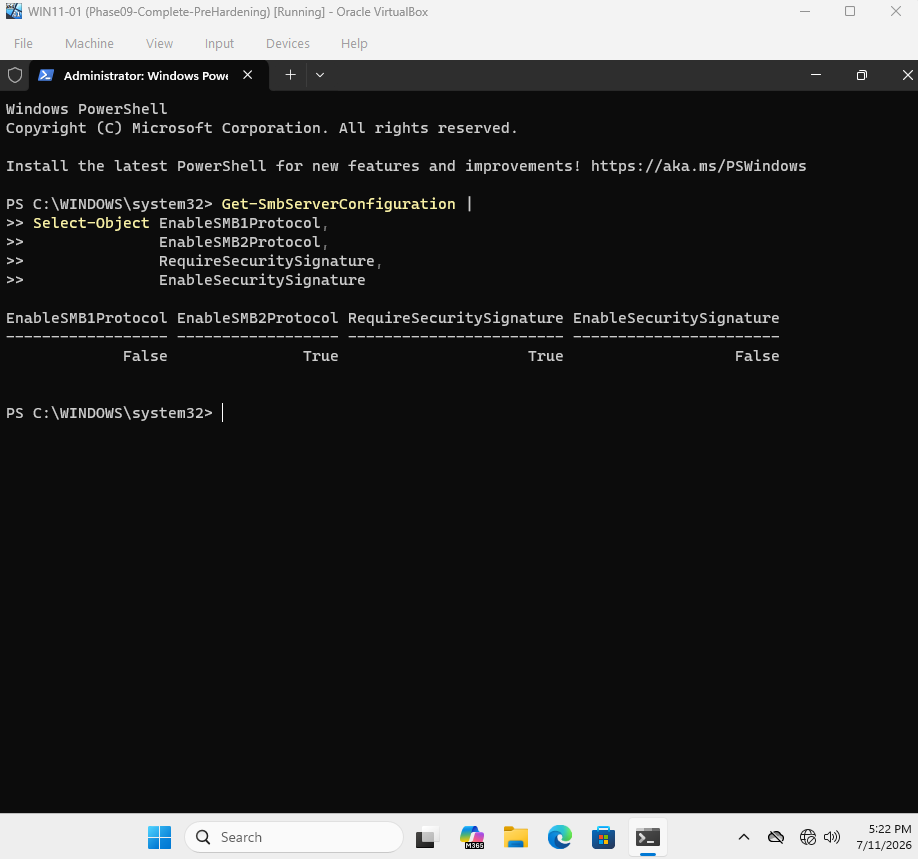 WIN11-01 (Phase09-Complete-PreHardening) [Running] - Oracle VirtualBox
File Machine View Input Devices Help
Administrator: Windows Powe
Windows PowerShell
Copyright (C) Microsoft Corporation. All rights reserved.
Install the latest PowerShell for new features and improvements! https://aka.ms/PSWindows
PS C:\WINDOWS\system32> Get-SmbServerConfiguration |
>> Select-Object EnableSMB1Protocol,
>>               EnableSMB2Protocol,
>>               RequireSecuritySignature,
>>               EnableSecuritySignature
EnableSMB1Protocol EnableSMB2Protocol RequireSecuritySignature EnableSecuritySignature
------------------ ------------------ ------------------------ -----------------------
             False               True                     True                   False
PS C:\WINDOWS\system32>
Search
M365
5:22 PM
7/11/2026